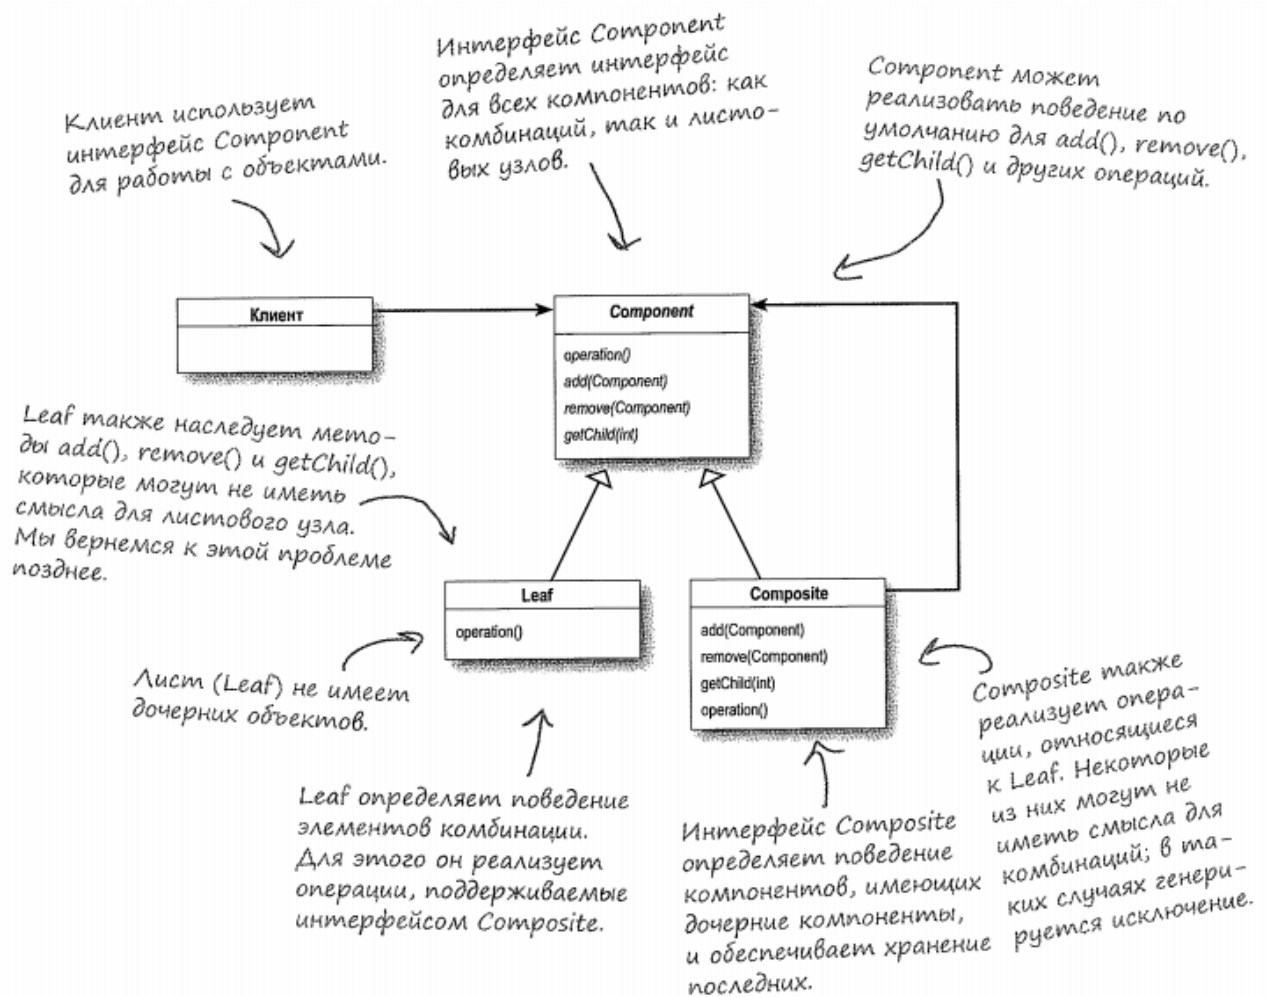 Интерфейс Component
определяет интерфейс
для всех компонентов: как
комбинаций, так и листо-
вых узлов.
Component может
реализовать поведение по
умолчанию для add(), remove(),
getChild() и других операций.
Клиент использует
интерфейс Component
для работы с объектами.
Клиент
Component
operation()
add(Component)
remove(Component)
getChild(int)
Leaf также наследует мето-
ды add(), remove() и getChild(),
которые могут не иметь
смысла для листового узла.
Мы вернемся к этой проблеме
позднее.
Leaf
operation()
Composite
add(Component)
remove(Component)
getChild(int)
operation()
Лист (Leaf) не имеет
дочерних объектов.
Composite также
реализует опера-
ции, относящиеся
к Leaf. Некоторые
из них могут не
иметь смысла для
комбинаций; в та-
ких случаях генери-
руется исключение.
Leaf определяет поведение
элементов комбинации.
Для этого он реализует
операции, поддерживаемые
интерфейсом Composite.
Интерфейс Composite
определяет поведение
компонентов, имеющих
дочерние компоненты,
и обеспечивает хранение
последних.